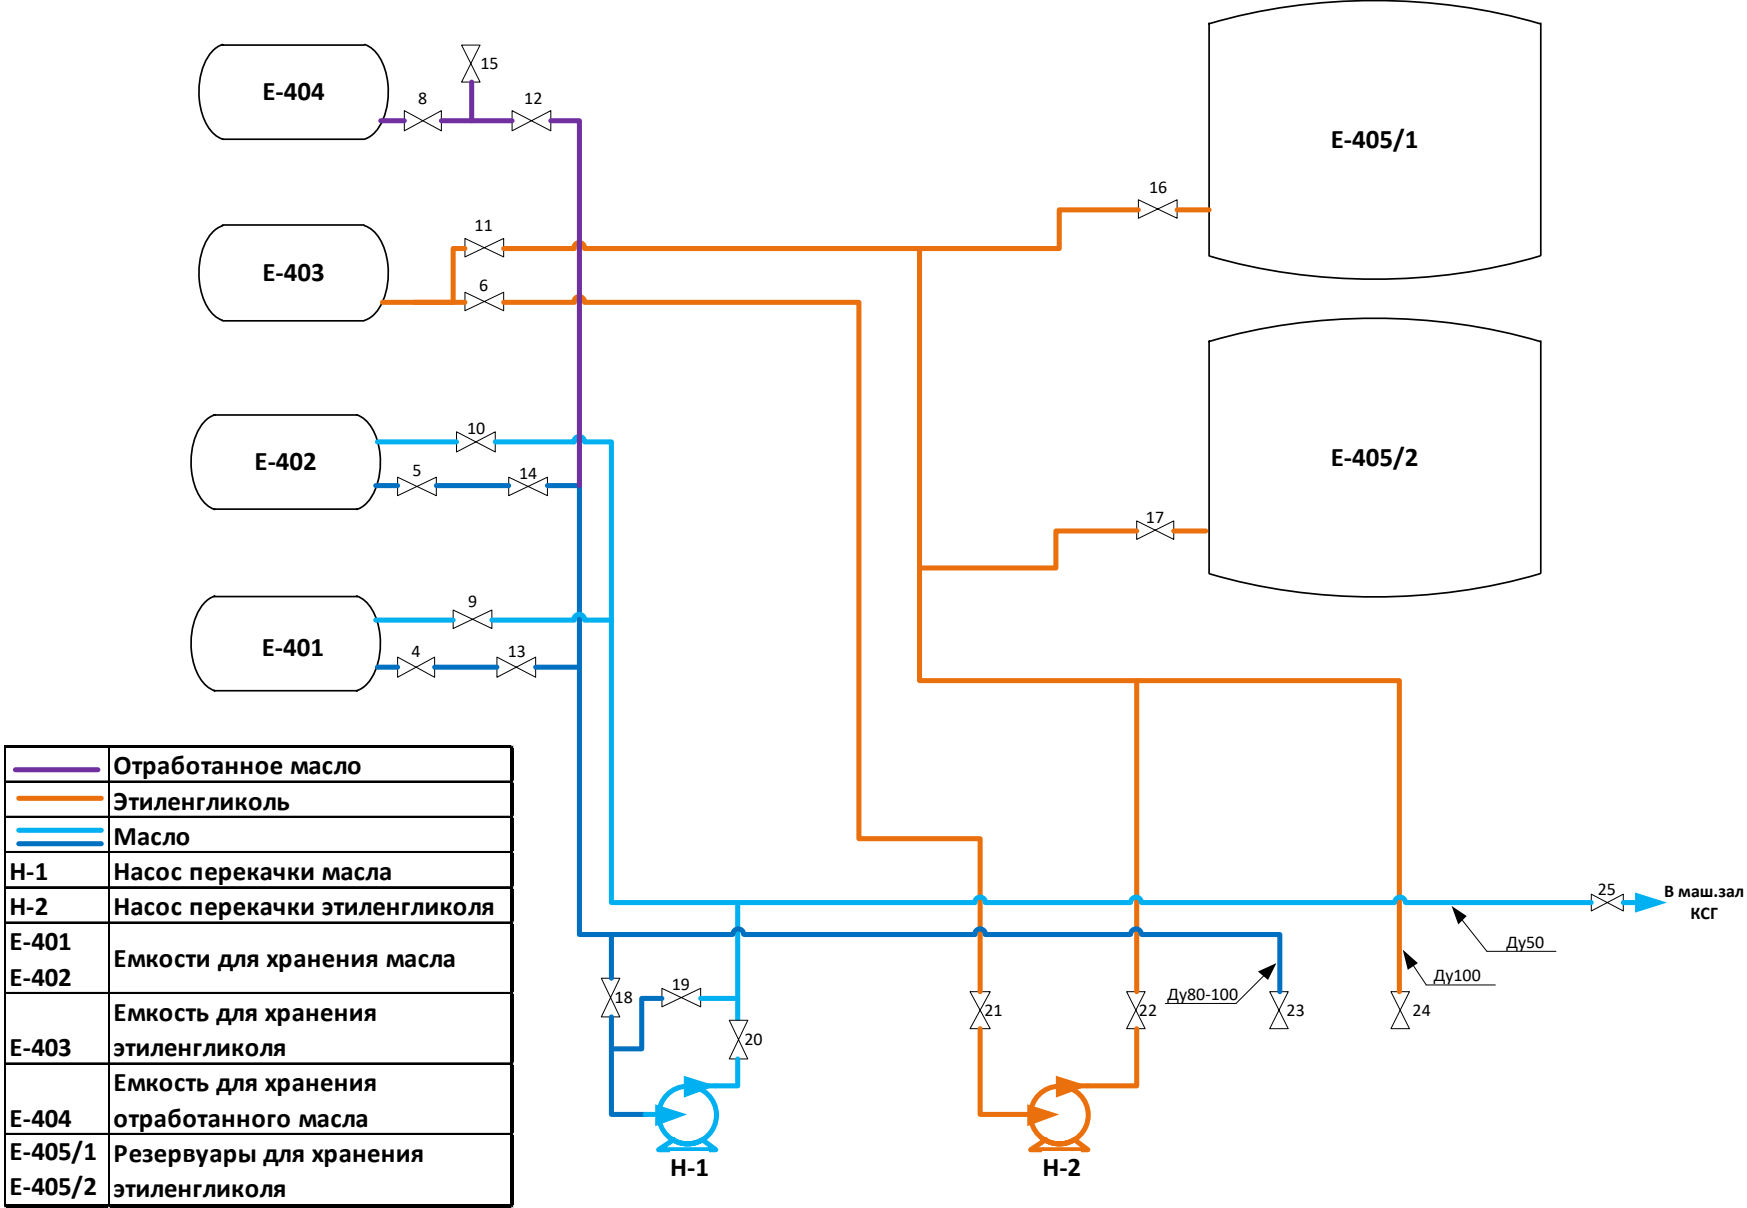 Е-404
8
15
12
Е-405/1
16
Е-403
11
6
Е-402
10
5
14
Е-405/2
17
Е-401
9
4
13
Отработанное масло
Этиленгликоль
Масло
Н-1 Насос перекачки масла
Н-2 Насос перекачки этиленгликоля
Е-401
Е-402
Емкости для хранения масла
Е-403
Емкость для хранения
этиленгликоля
Е-404
Емкость для хранения
отработанного масла
Е-405/1
Е-405/2
Резервуары для хранения
этиленгликоля
25
В маш.зал
КСГ
Ду50
Ду100
Ду80-100
18
19
20
21
22
23
24
Н-1
Н-2